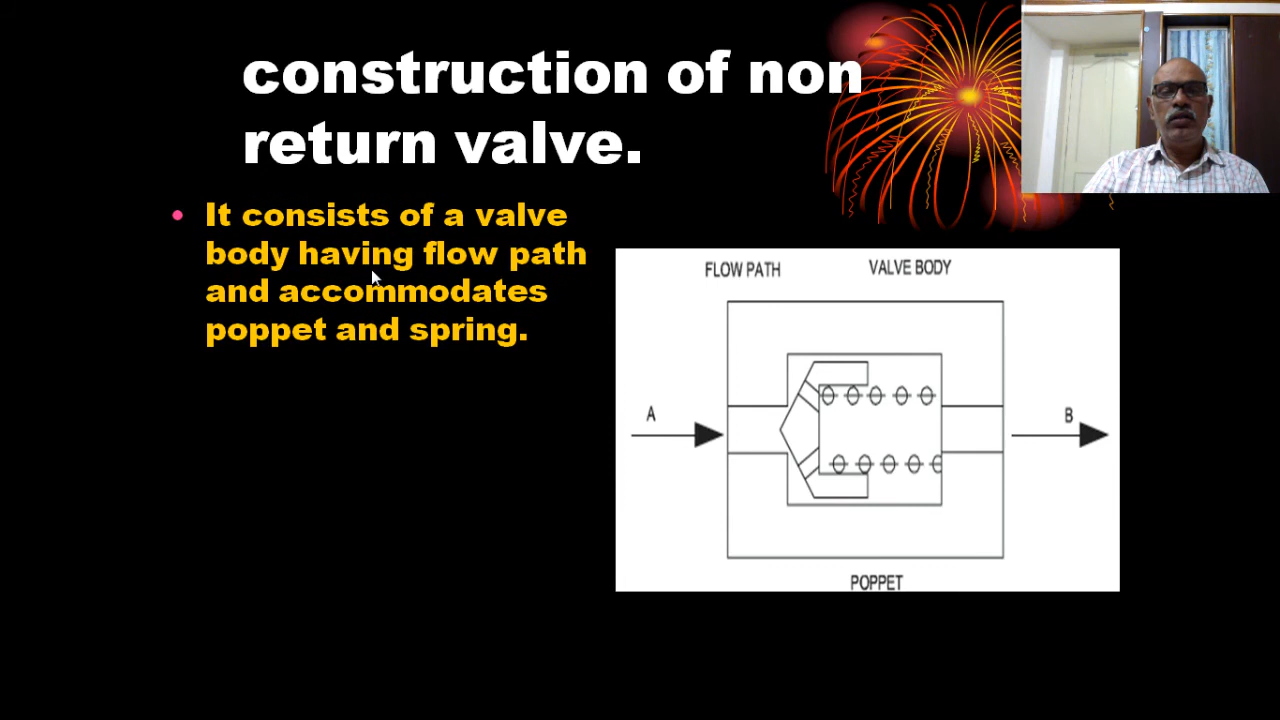 construction of non
return valve.
• It consists of a valve
body having flow path
and accommodates
poppet and spring.
FLOW PATH
VALVE BODY
A
B
POPPET